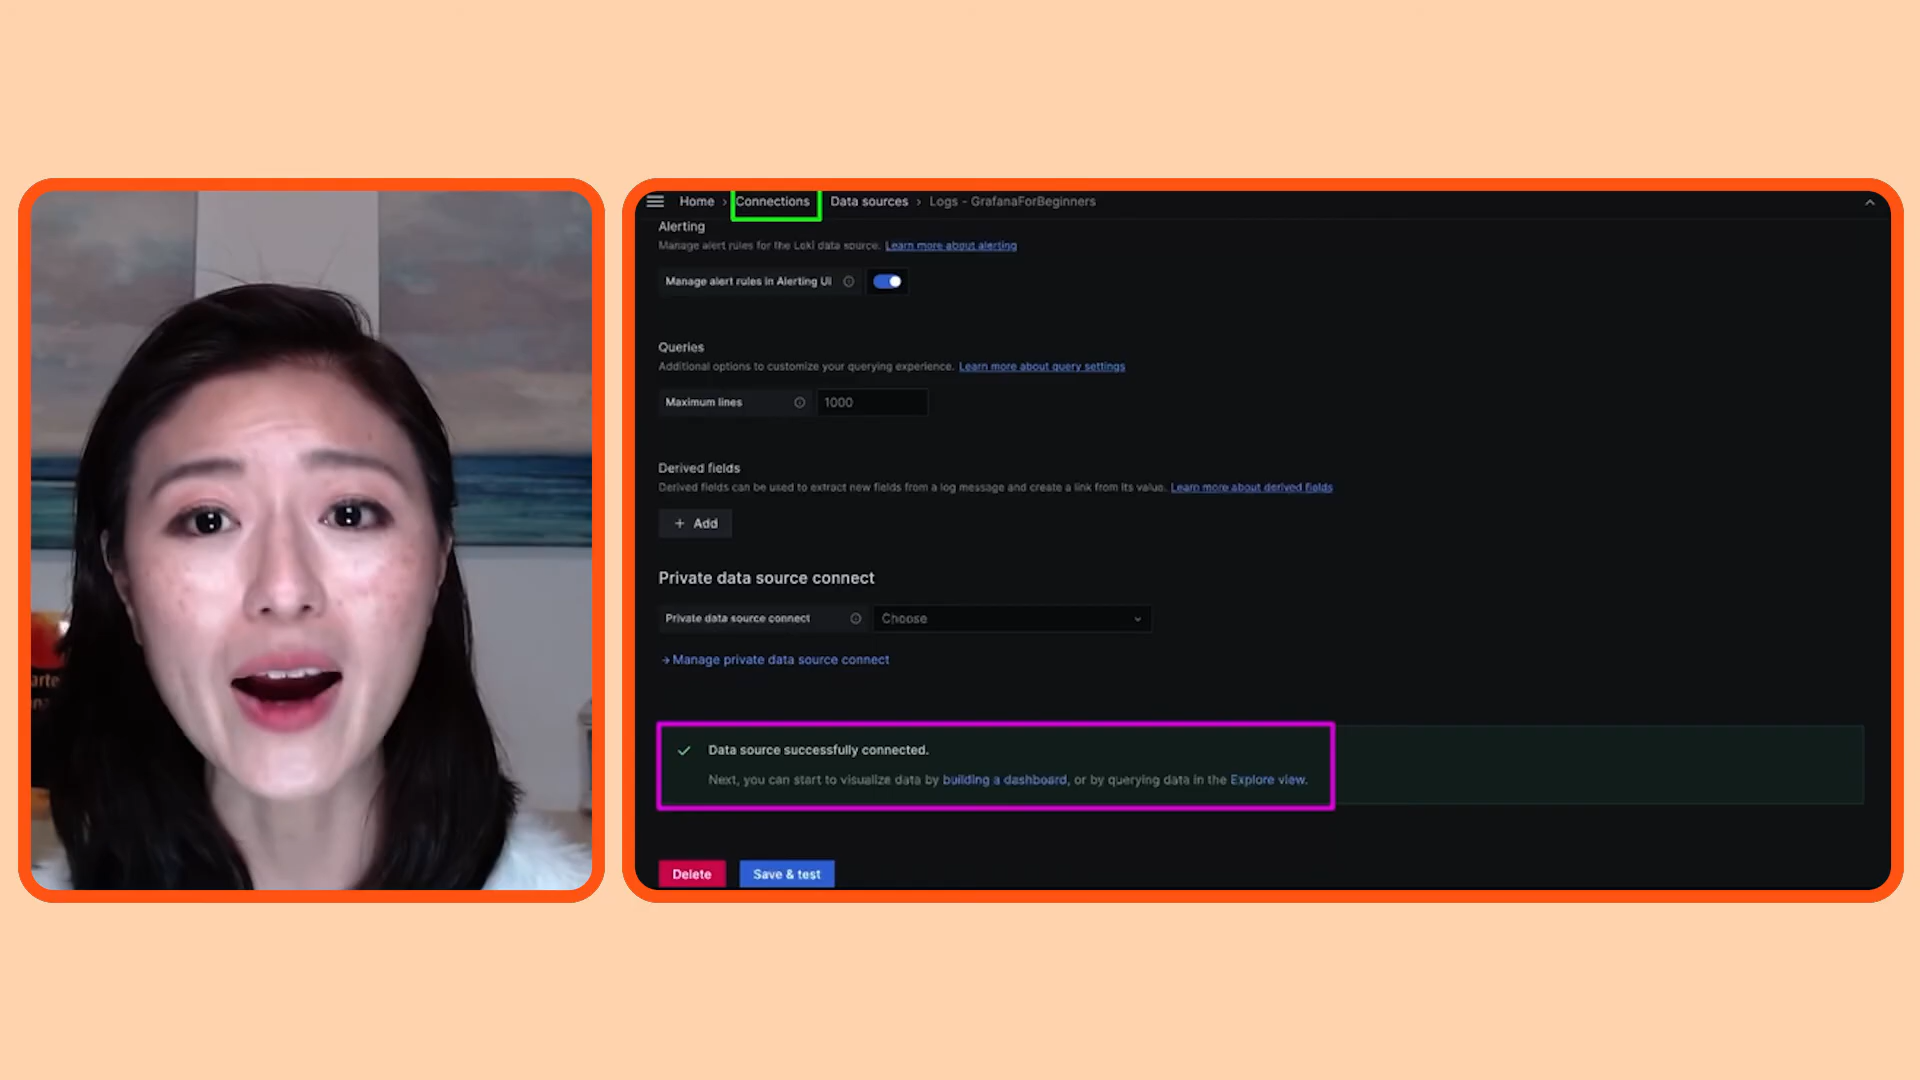 arte
Home › Connections › Data sources › Logs - GrafanaForBeginners
Alerting
Manage alert rules for the Loki data source. Learn more about alerting
Manage alert rules in Alerting UI
Queries
Additional options to customize your querying experience. Learn more about query settings
Maximum lines 1000
Derived fields
Derived fields can be used to extract new fields from a log message and create a link from its value. Learn more about derived fields
+ Add
Private data source connect
Private data source connect Choose
→ Manage private data source connect
Data source successfully connected.
Next, you can start to visualize data by building a dashboard, or by querying data in the Explore view.
Delete Save & test